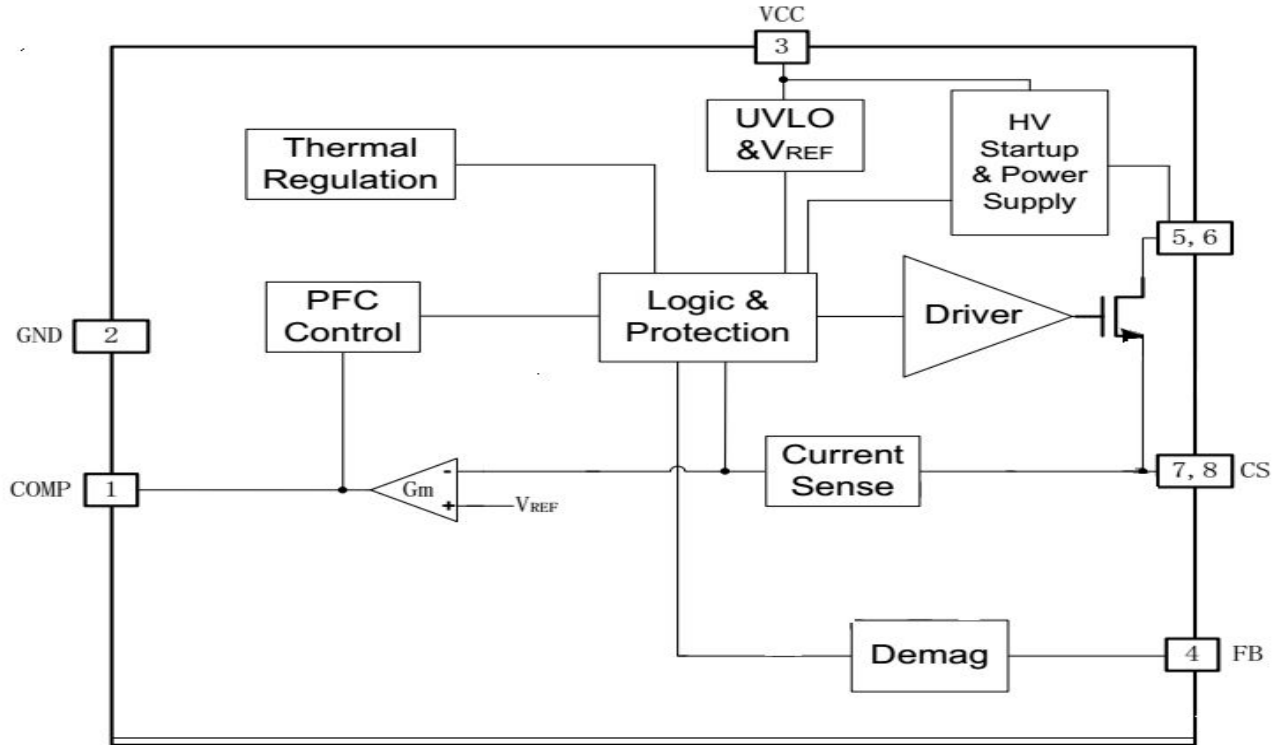 VCC
3
UVLO
&VREF
HV
Startup
& Power
Supply
Thermal
Regulation
5, 6
PFC
Control
Logic &
Protection
Driver
GND
2
Current
Sense
7, 8
CS
COMP
1
-
Gm
+
VREF
Demag
4
FB